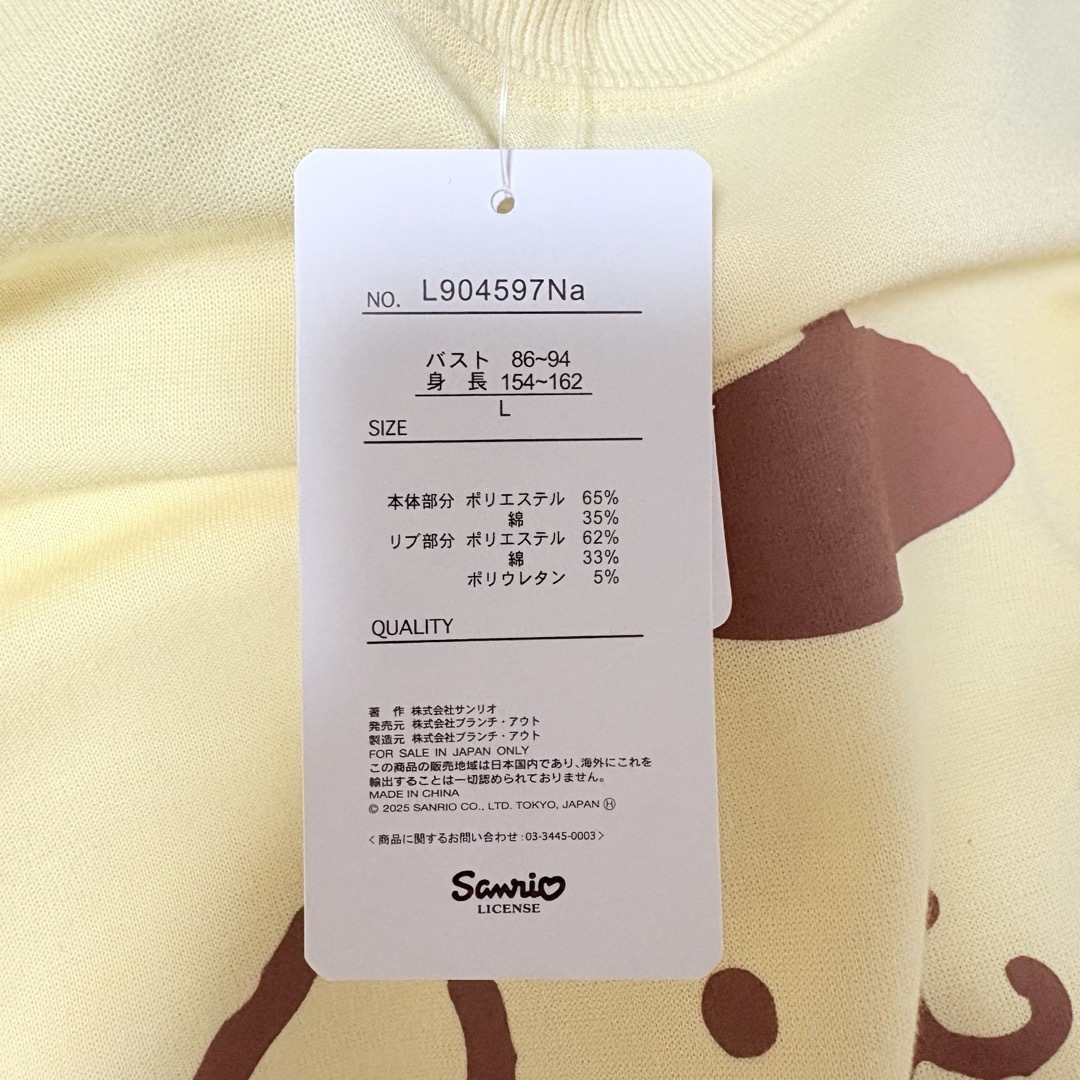 NO. L904597Na
バスト 86~94
身 長 154~162
L
SIZE
本体部分 ポリエステル 65%
綿 35%
リブ部分 ポリエステル 62%
綿 33%
ポリウレタン 5%
QUALITY
著 作 株式会社サンリオ
発売元 株式会社ブランチ・アウト
製造元 株式会社ブランチ・アウト
FOR SALE IN JAPAN ONLY
この商品の販売地域は日本国内であり、海外にこれを
輸出することは一切認められておりません。
MADE IN CHINA
© 2025 SANRIO CO., LTD. TOKYO, JAPAN Ⓗ
<商品に関するお問い合わせ:03-3445-0003>
Sanrio
LICENSE